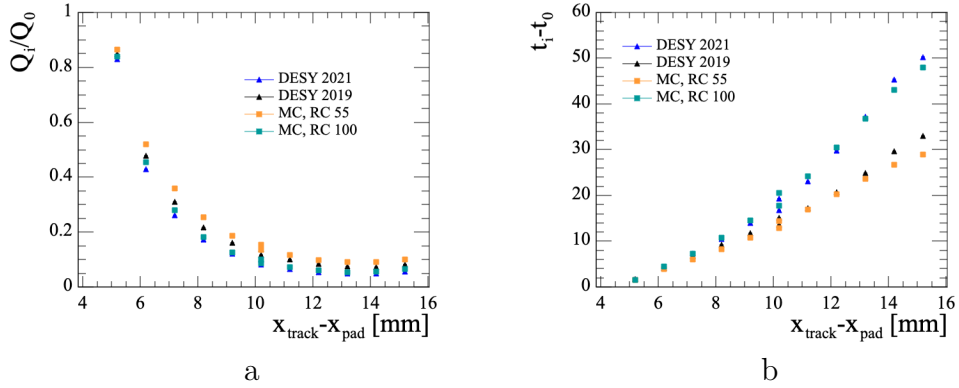 Q_i/Q_0
1
0.8
0.6
0.4
0.2
0
4 6 8 10 12 14 16
x_track-x_pad [mm]
DESY 2021
DESY 2019
MC, RC 55
MC, RC 100
a
t_i-t_0
60
50
40
30
20
10
0
4 6 8 10 12 14 16
x_track-x_pad [mm]
DESY 2021
DESY 2019
MC, RC 55
MC, RC 100
b